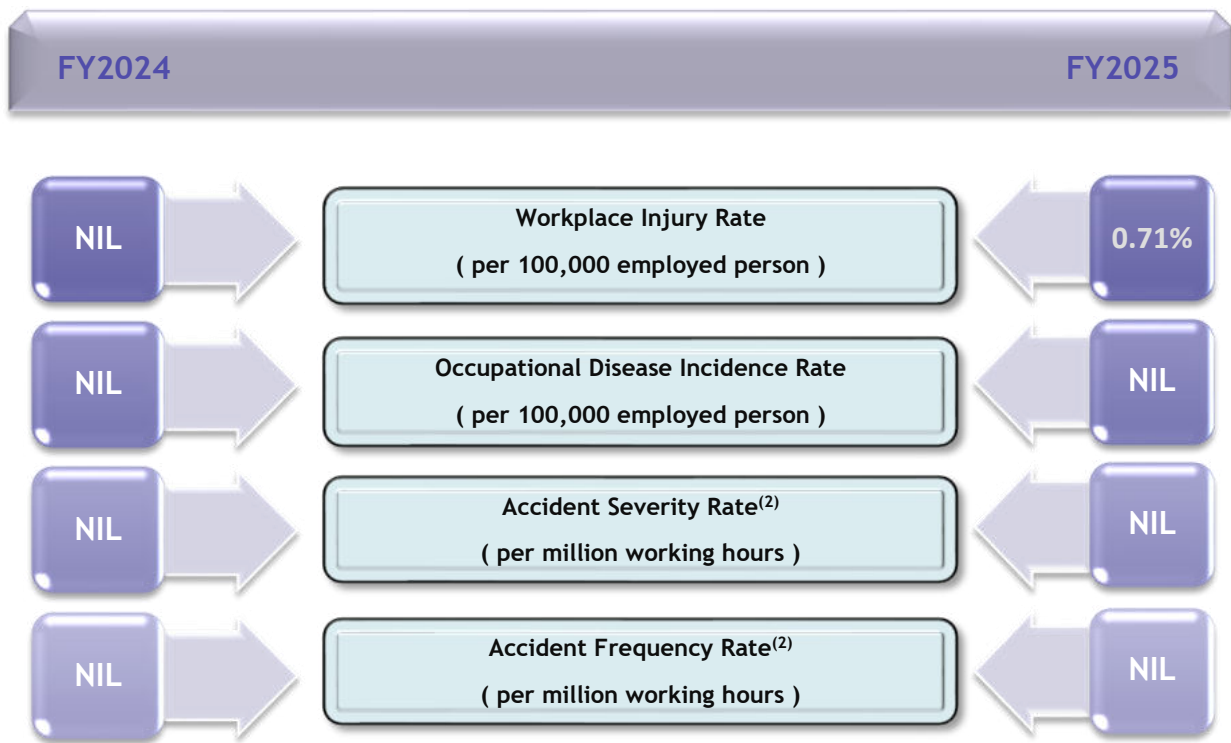 FY2024 FY2025
NIL
Workplace Injury Rate
( per 100,000 employed person )
0.71%
NIL
Occupational Disease Incidence Rate
( per 100,000 employed person )
NIL
NIL
Accident Severity Rate(2)
( per million working hours )
NIL
NIL
Accident Frequency Rate(2)
( per million working hours )
NIL